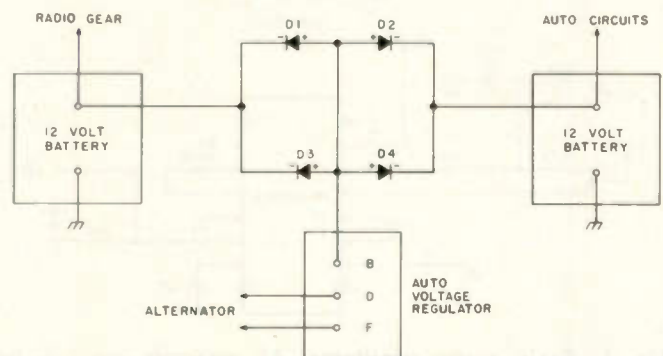 RADIO GEAR
AUTO CIRCUITS
D1
D2
- +
+ -
12 VOLT
BATTERY
12 VOLT
BATTERY
D3
D4
- +
+ -
B
D
F
AUTO
VOLTAGE
REGULATOR
ALTERNATOR